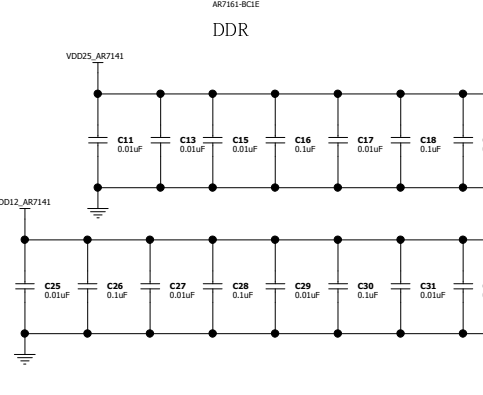 AR7161-BC1E
DDR
VDD25_AR7141
C11 C13 C15 C16 C17 C18
0.01uF 0.01uF 0.01uF 0.1uF 0.01uF 0.1uF
DD12_AR7141
C25 C26 C27 C28 C29 C30 C31
0.01uF 0.1uF 0.01uF 0.1uF 0.01uF 0.1uF 0.01uF